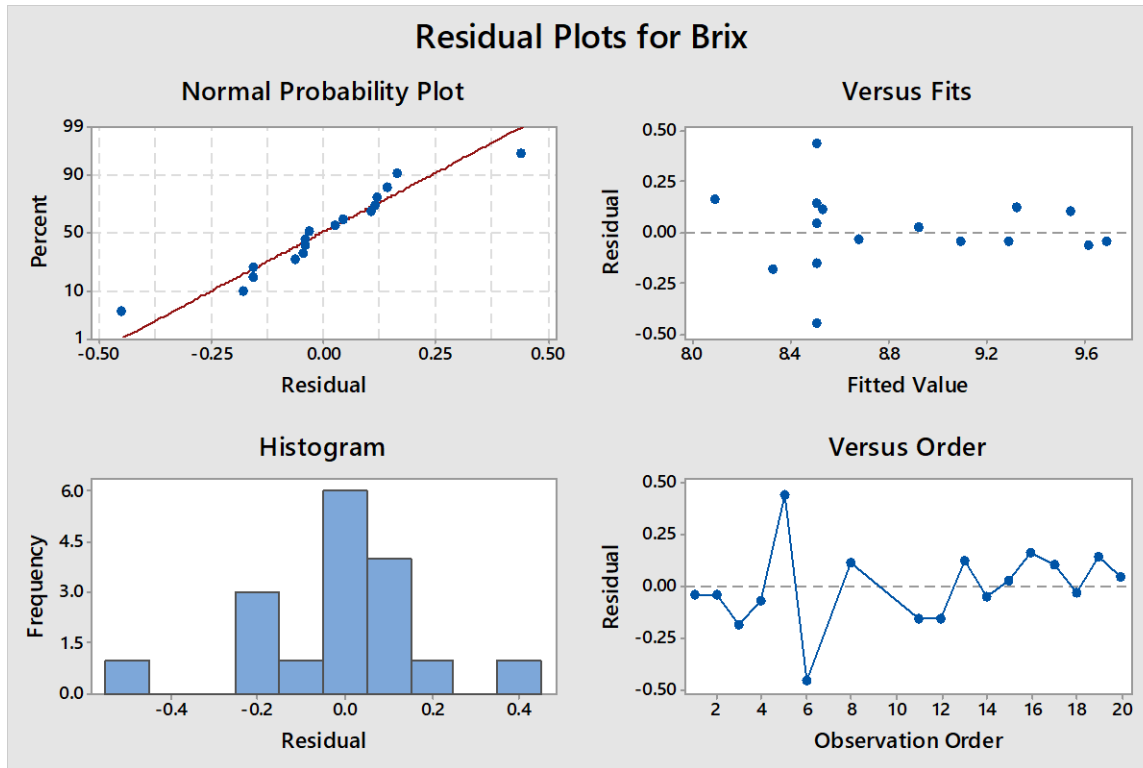 Residual Plots for Brix
Normal Probability Plot
99
90
50
10
1
Percent
-0.50 -0.25 0.00 0.25 0.50
Residual
Versus Fits
0.50
0.25
0.00
-0.25
-0.50
Residual
8.0 8.4 8.8 9.2 9.6
Fitted Value
Histogram
6.0
4.5
3.0
1.5
0.0
Frequency
-0.4 -0.2 0.0 0.2 0.4
Residual
Versus Order
0.50
0.25
0.00
-0.25
-0.50
Residual
2 4 6 8 10 12 14 16 18 20
Observation Order